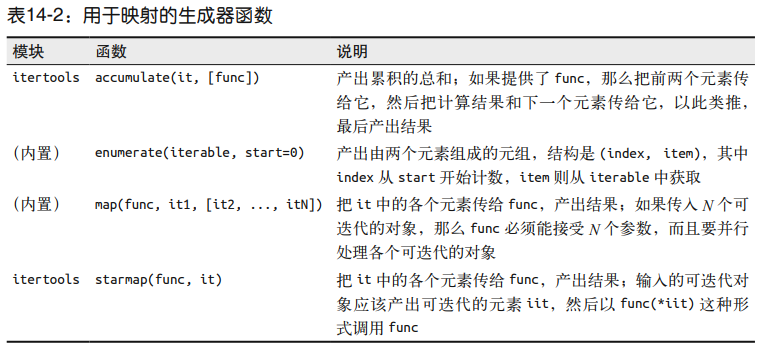 表14-2：用于映射的生成器函数
模块 函数 说明
itertools accumulate(it, [func]) 产出累积的总和；如果提供了 func，那么把前两个元素传
给它，然后把计算结果和下一个元素传给它，以此类推，
最后产出结果
（内置） enumerate(iterable, start=0) 产出由两个元素组成的元组，结构是 (index, item)，其中
index 从 start 开始计数，item 则从 iterable 中获取
（内置） map(func, it1, [it2, ..., itN]) 把 it 中的各个元素传给 func，产出结果；如果传入 N 个可
迭代的对象，那么 func 必须能接受 N 个参数，而且要并行
处理各个可迭代的对象
itertools starmap(func, it) 把 it 中的各个元素传给 func，产出结果；输入的可迭代对
象应该产出可迭代的元素 iit，然后以 func(*iit) 这种形
式调用 func